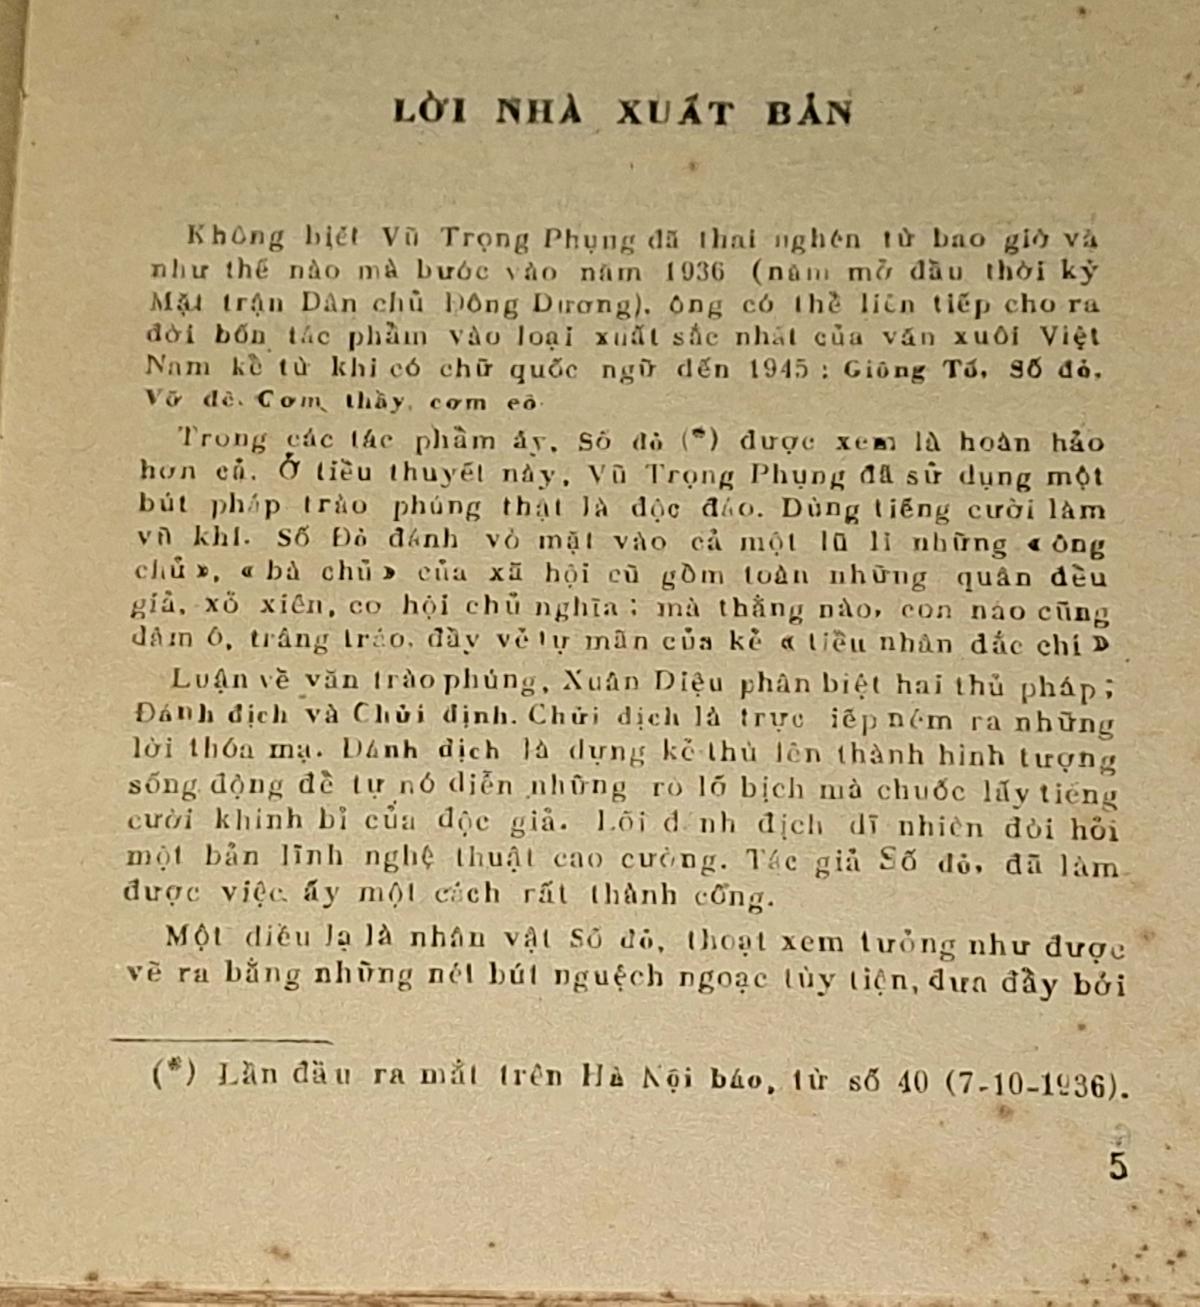 LỜI NHÀ XUẤT BẢN
Không biết Vũ Trọng Phụng đã thai nghén từ bao giờ và
như thế nào mà bước vào năm 1936 (năm mở đầu thời kỳ
Mặt trận Dân chủ Đông Dương), ông có thể liên tiếp cho ra
đời bốn tác phẩm vào loại xuất sắc nhất của văn xuôi Việt
Nam kể từ khi có chữ quốc ngữ đến 1945 : Giông Tố, Số đỏ,
Vỡ đê, Cơm thầy, cơm cô.
Trong các tác phẩm ấy, Số đỏ (*) được xem là hoàn hảo
hơn cả. Ở tiểu thuyết này, Vũ Trọng Phụng đã sử dụng một
bút pháp trào phúng thật là độc đáo. Dùng tiếng cười làm
vũ khí. Số Đỏ đánh vỗ mặt vào cả một lũ lĩ những « ông
chủ », « bà chủ » của xã hội cũ gồm toàn những quân đểu
giả, xỏ xiên, cơ hội chủ nghĩa ; mà thằng nào, con nào cũng
dâm ô, trâng tráo, đầy vẻ tự mãn của kẻ « tiểu nhân đắc chí »
Luận về văn trào phúng, Xuân Diệu phân biệt hai thủ pháp ;
Đánh địch và Chửi định. Chửi địch là trực iếp ném ra những
lời thóa mạ. Đánh địch là dựng kẻ thù lên thành hình tượng
sống động để tự nó diễn những rò lố bịch mà chuốc lấy tiếng
cười khinh bỉ của độc giả. Lối đánh địch dĩ nhiên đòi hỏi
một bản lĩnh nghệ thuật cao cường. Tác giả Số đỏ, đã làm
được việc ấy một cách rất thành công.
Một điều lạ là nhân vật Số đỏ, thoạt xem tưởng như được
vẽ ra bằng những nét bút nguệch ngoạc tùy tiện, đưa đẩy bởi
(*) Lần đầu ra mắt trên Hà Nội báo, từ số 40 (7-10-1936).
5